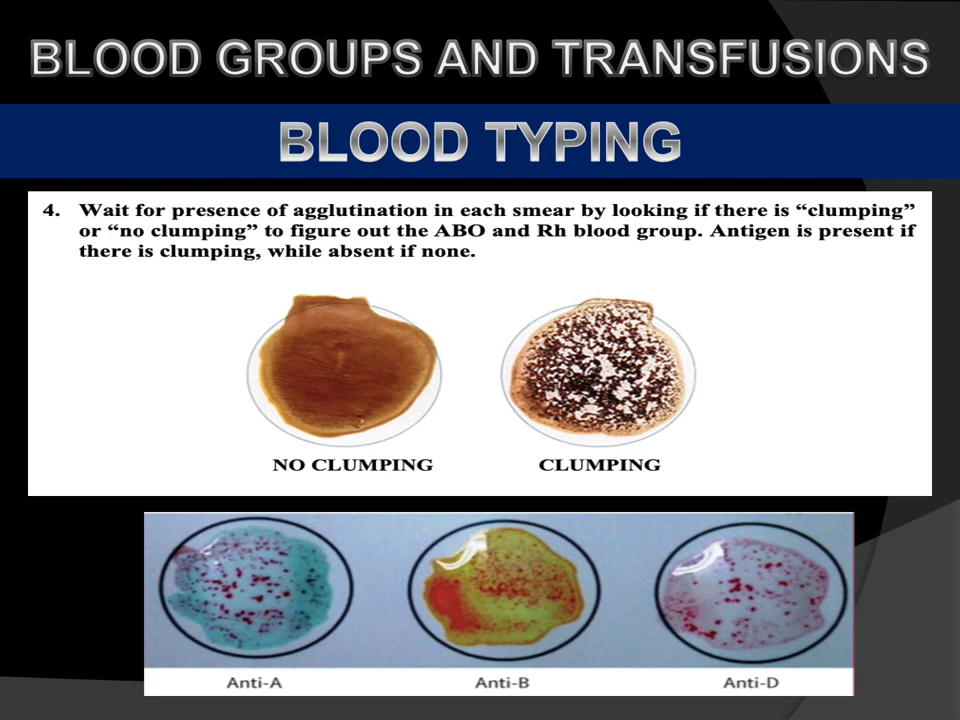 BLOOD GROUPS AND TRANSFUSIONS
BLOOD TYPING
4. Wait for presence of agglutination in each smear by looking if there is “clumping”
or “no clumping” to figure out the ABO and Rh blood group. Antigen is present if
there is clumping, while absent if none.
NO CLUMPING CLUMPING
Anti-A Anti-B Anti-D